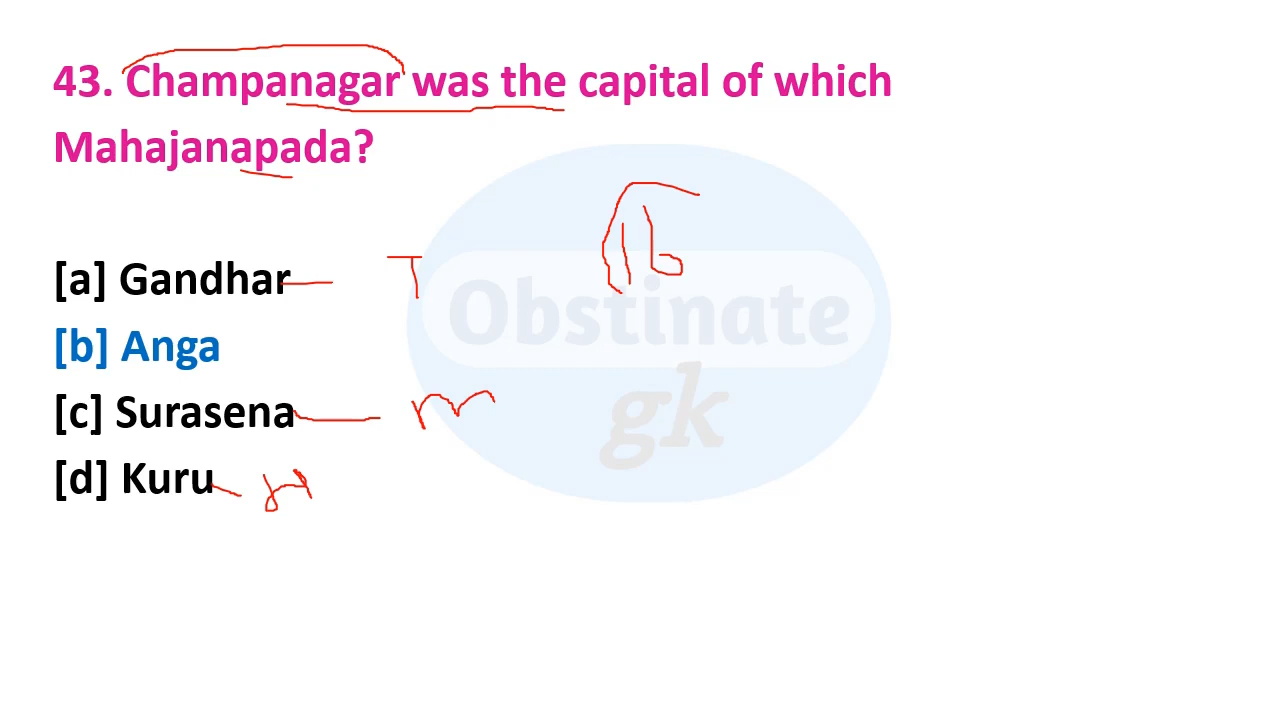 43. Champanagar was the capital of which
Mahajanapada?
[a] Gandhar T
[b] Anga
[c] Surasena m
[d] Kuru
Obstinate
gk